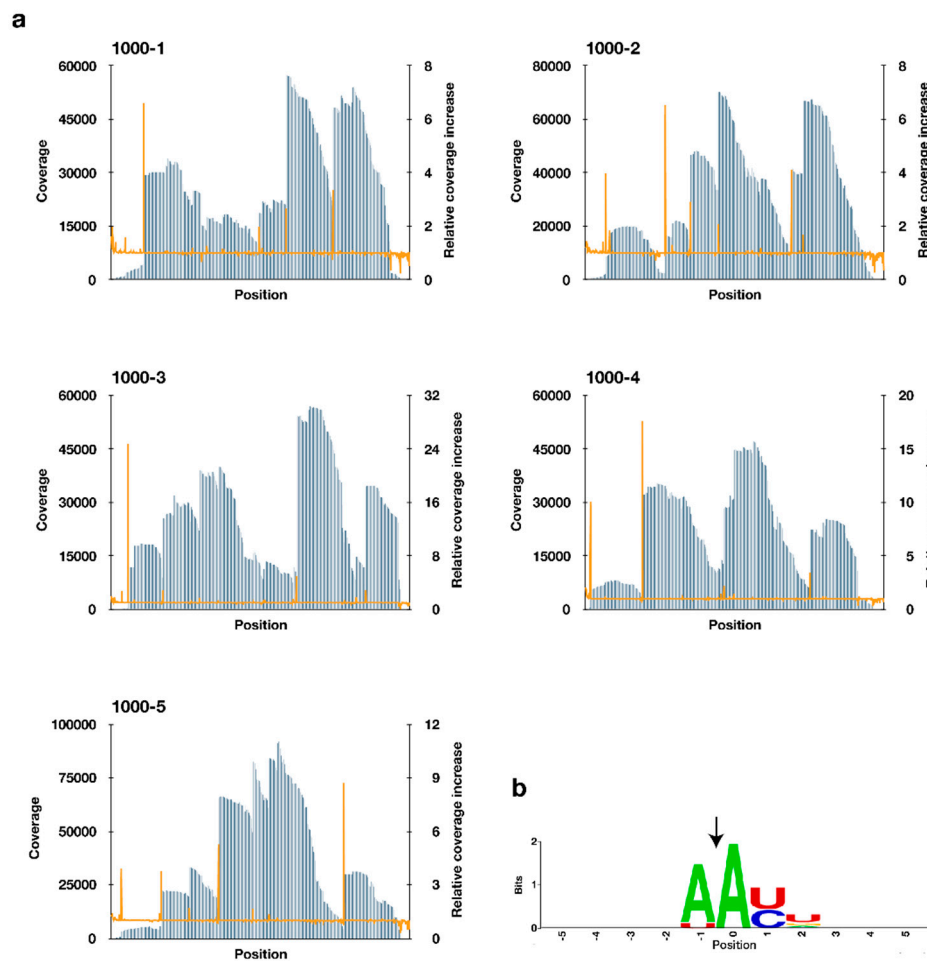 a
1000-1
60000
45000
30000
15000
0
Coverage
8
6
4
2
0
Relative coverage increase
Position
1000-2
80000
60000
40000
20000
0
Coverage
8
6
4
2
0
Relative coverage increase
Position
1000-3
60000
45000
30000
15000
0
Coverage
32
24
16
8
0
Relative coverage increase
Position
1000-4
60000
45000
30000
15000
0
Coverage
20
15
10
5
0
Position
1000-5
100000
75000
50000
25000
0
Coverage
12
9
6
3
0
Relative coverage increase
Position
b
2
1
0
Bits
A A U U
U C
-5 -4 -3 -2 -1 0 1 2 3 4 5
Position